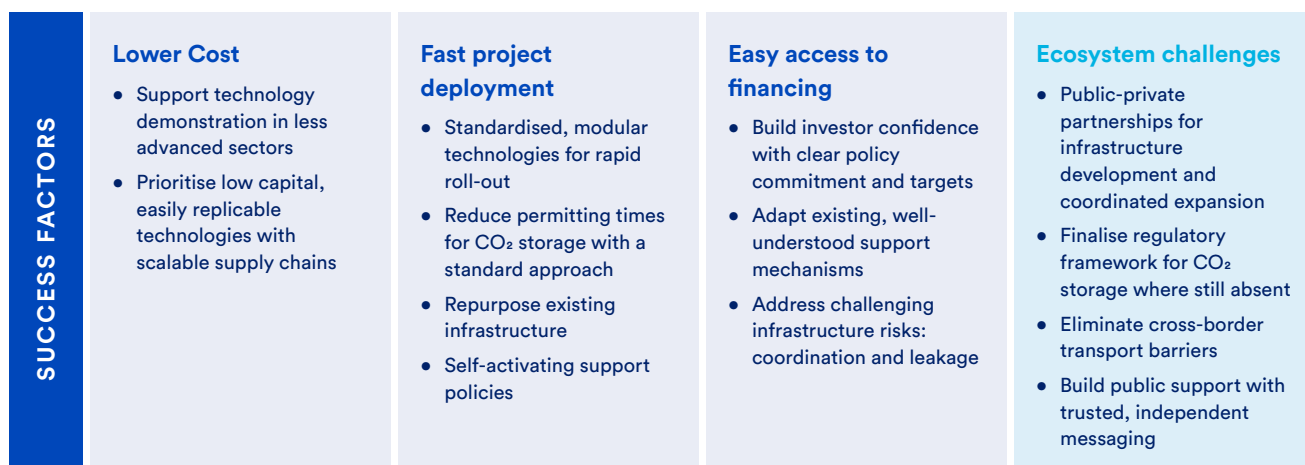 SUCCESS FACTORS
Lower Cost
● Support technology
demonstration in less
advanced sectors
● Prioritise low capital,
easily replicable
technologies with
scalable supply chains
Fast project
deployment
● Standardised, modular
technologies for rapid
roll-out
● Reduce permitting times
for CO₂ storage with a
standard approach
● Repurpose existing
infrastructure
● Self-activating support
policies
Easy access to
financing
● Build investor confidence
with clear policy
commitment and targets
● Adapt existing, well-
understood support
mechanisms
● Address challenging
infrastructure risks:
coordination and leakage
Ecosystem challenges
● Public-private
partnerships for
infrastructure
development and
coordinated expansion
● Finalise regulatory
framework for CO₂
storage where still absent
● Eliminate cross-border
transport barriers
● Build public support with
trusted, independent
messaging